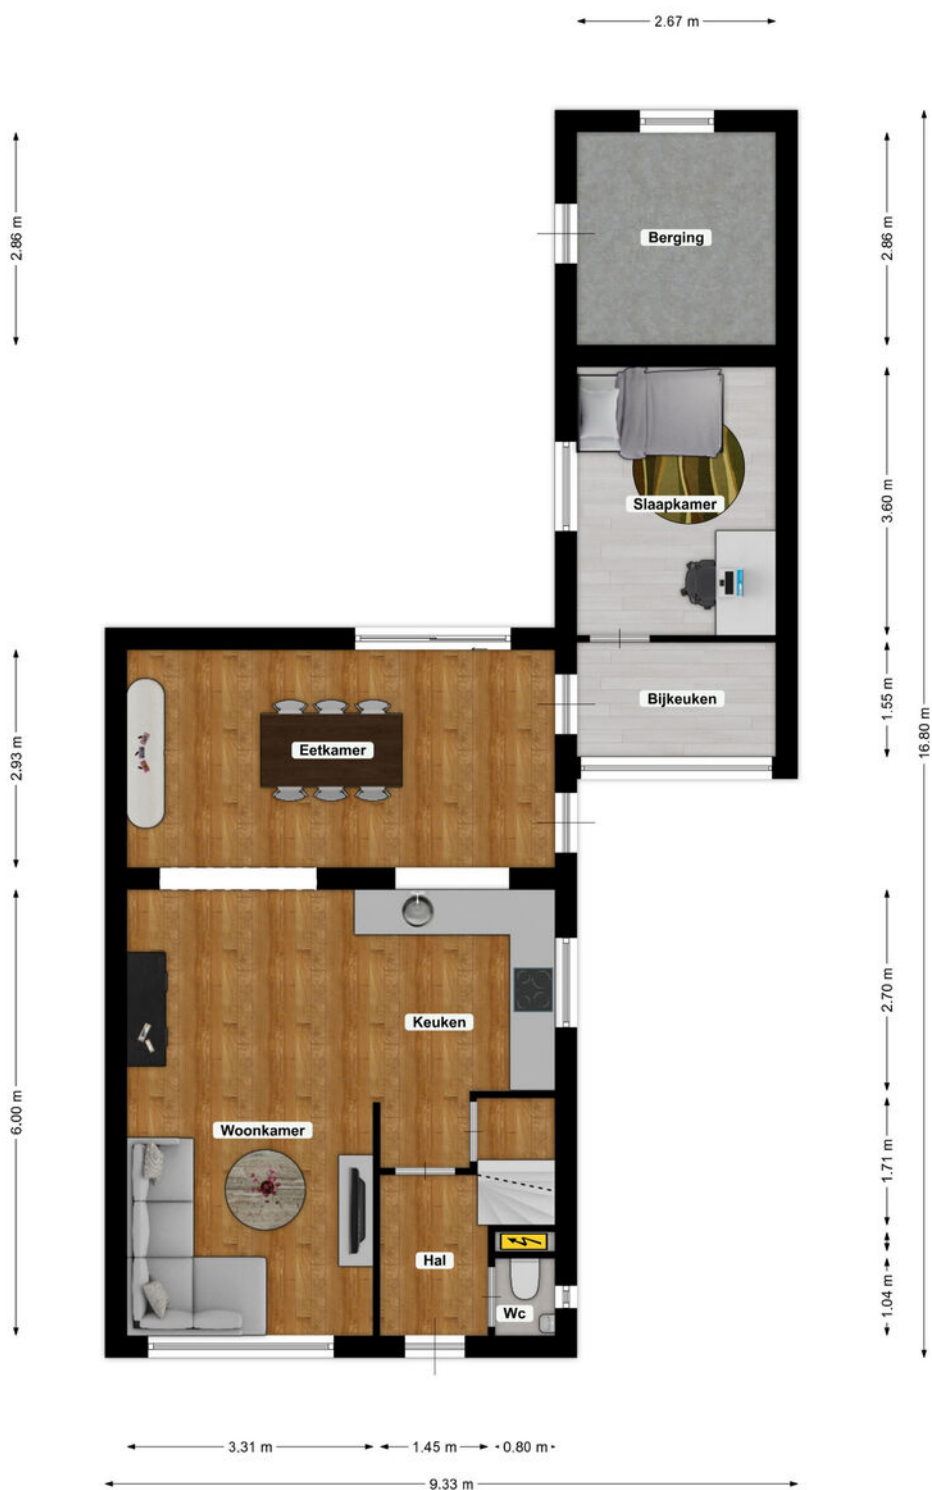 2.67 m
2.86 m
Berging
2.86 m
Slaapkamer
3.60 m
Bijkeuken
1.55 m
16.80 m
Eetkamer
2.93 m
Keuken
2.70 m
Woonkamer
6.00 m
1.71 m
Hal
Wc
1.04 m
3.31 m
1.45 m
0.80 m
9.33 m